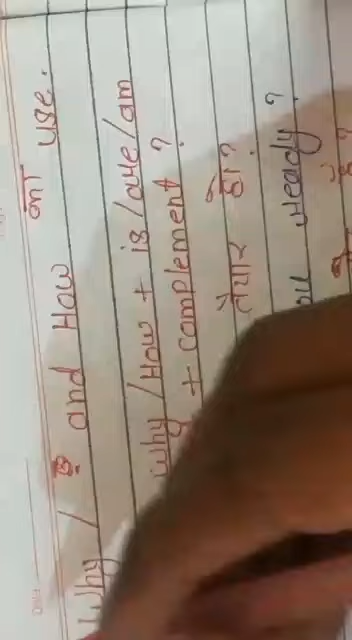 Why / and How का use.
Why / How + is / are / am
+ complement ?
तैयार हो ?
ready ?